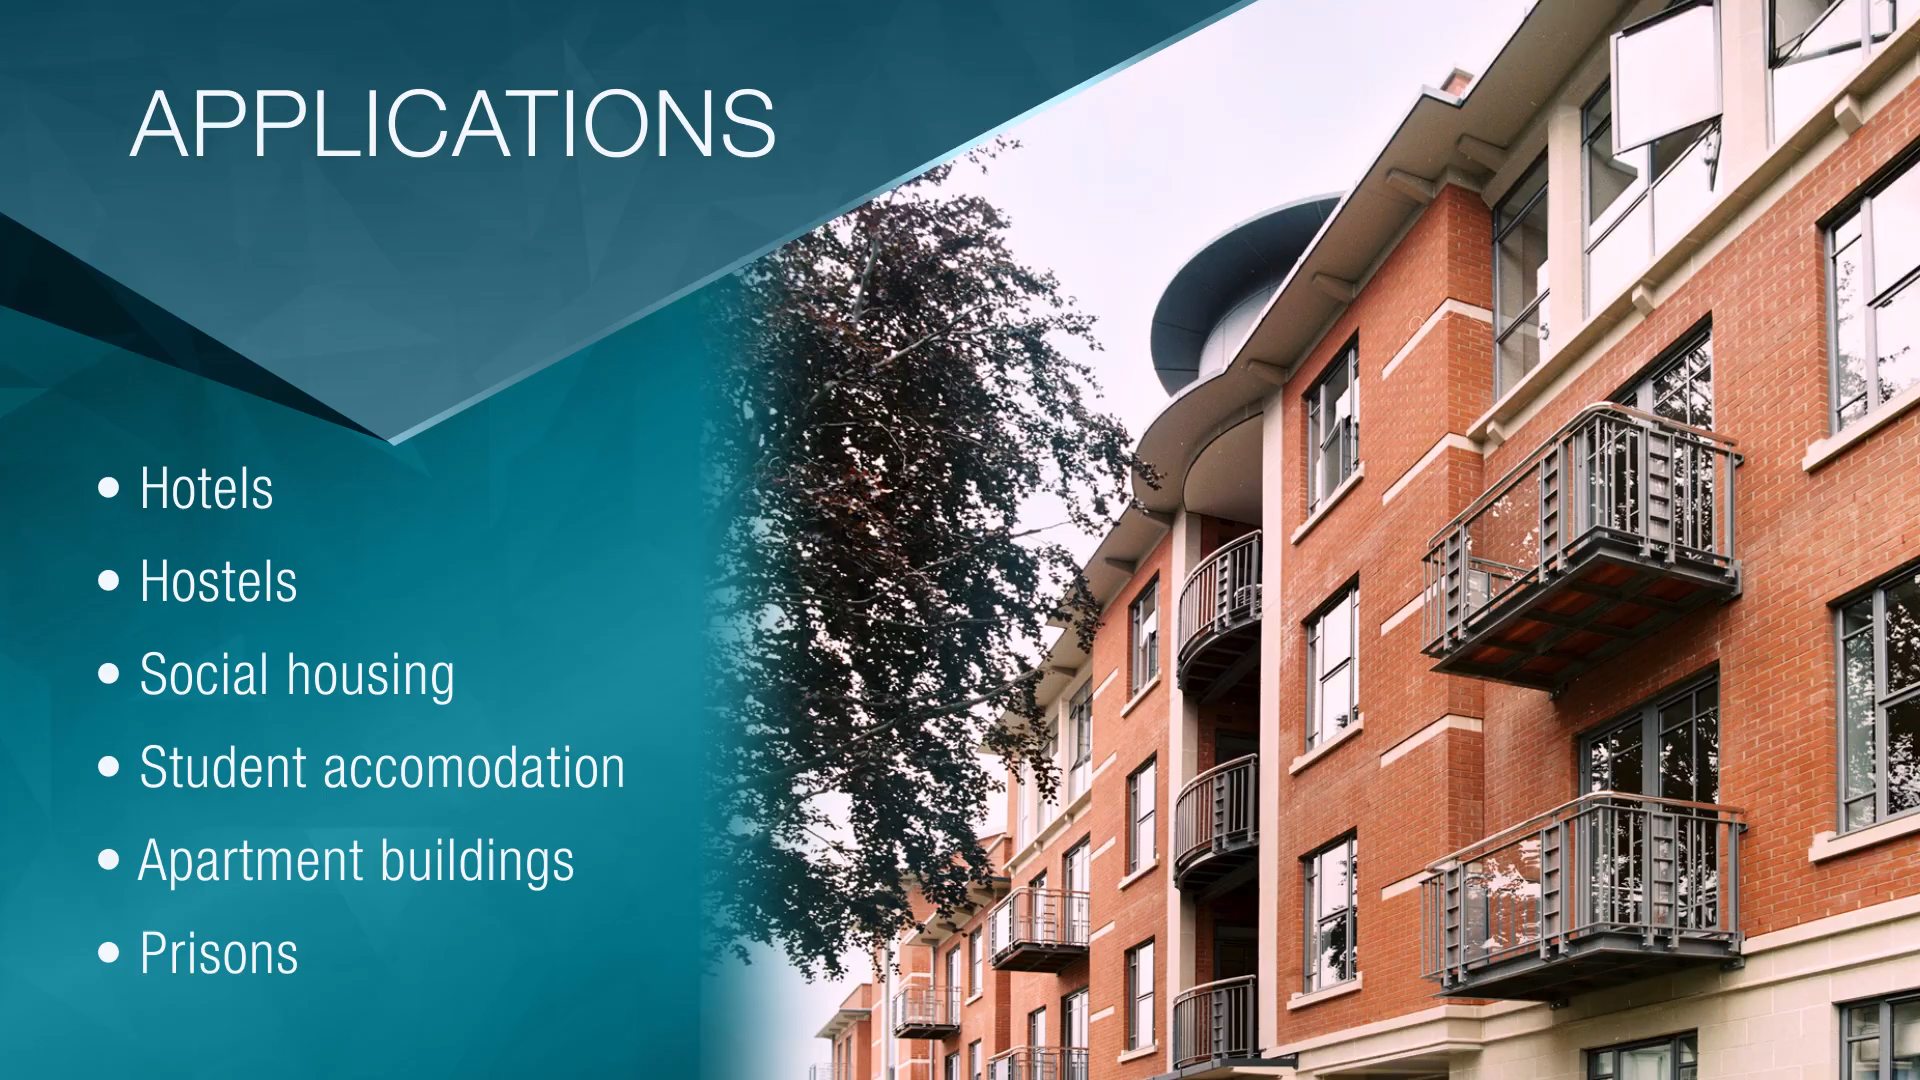 APPLICATIONS
• Hotels
• Hostels
• Social housing
• Student accomodation
• Apartment buildings
• Prisons